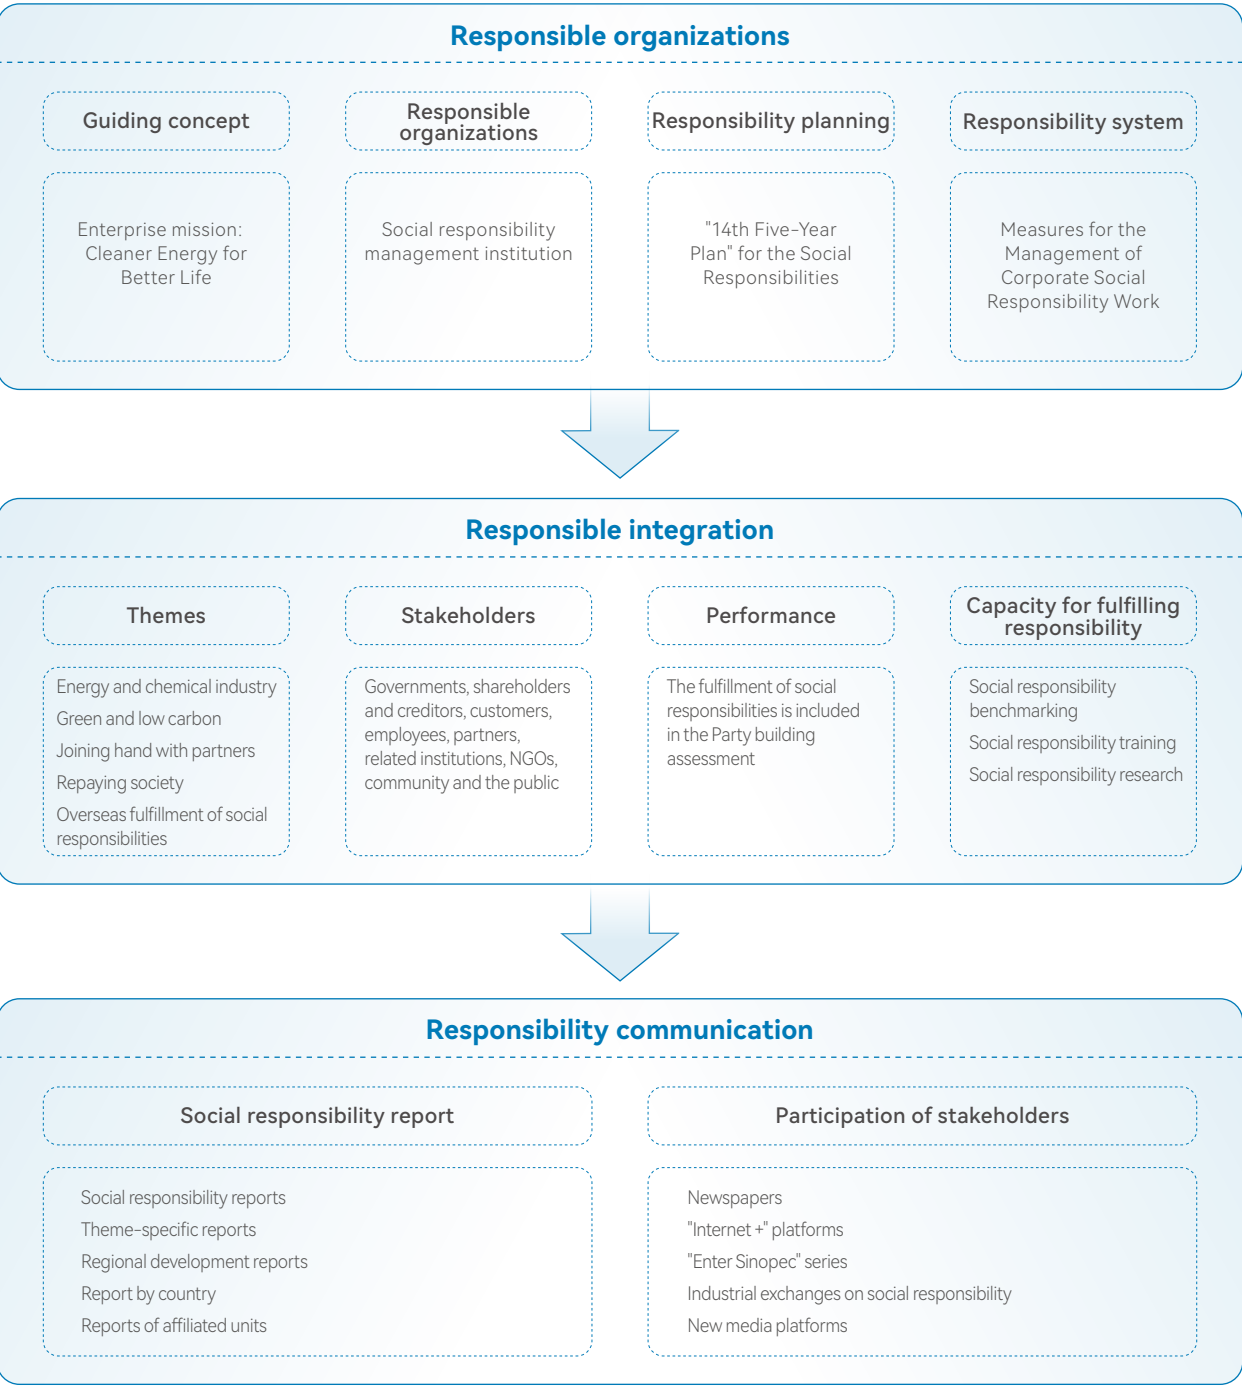 Responsible organizations
Guiding concept
Enterprise mission:
Cleaner Energy for
Better Life
Responsible
organizations
Social responsibility
management institution
Responsibility planning
"14th Five-Year
Plan" for the Social
Responsibilities
Responsibility system
Measures for the
Management of
Corporate Social
Responsibility Work
Responsible integration
Themes
Energy and chemical industry
Green and low carbon
Joining hand with partners
Repaying society
Overseas fulfillment of social
responsibilities
Stakeholders
Governments, shareholders
and creditors, customers,
employees, partners,
related institutions, NGOs,
community and the public
Performance
The fulfillment of social
responsibilities is included
in the Party building
assessment
Capacity for fulfilling
responsibility
Social responsibility
benchmarking
Social responsibility training
Social responsibility research
Responsibility communication
Social responsibility report
Social responsibility reports
Theme-specific reports
Regional development reports
Report by country
Reports of affiliated units
Participation of stakeholders
Newspapers
"Internet +" platforms
"Enter Sinopec" series
Industrial exchanges on social responsibility
New media platforms